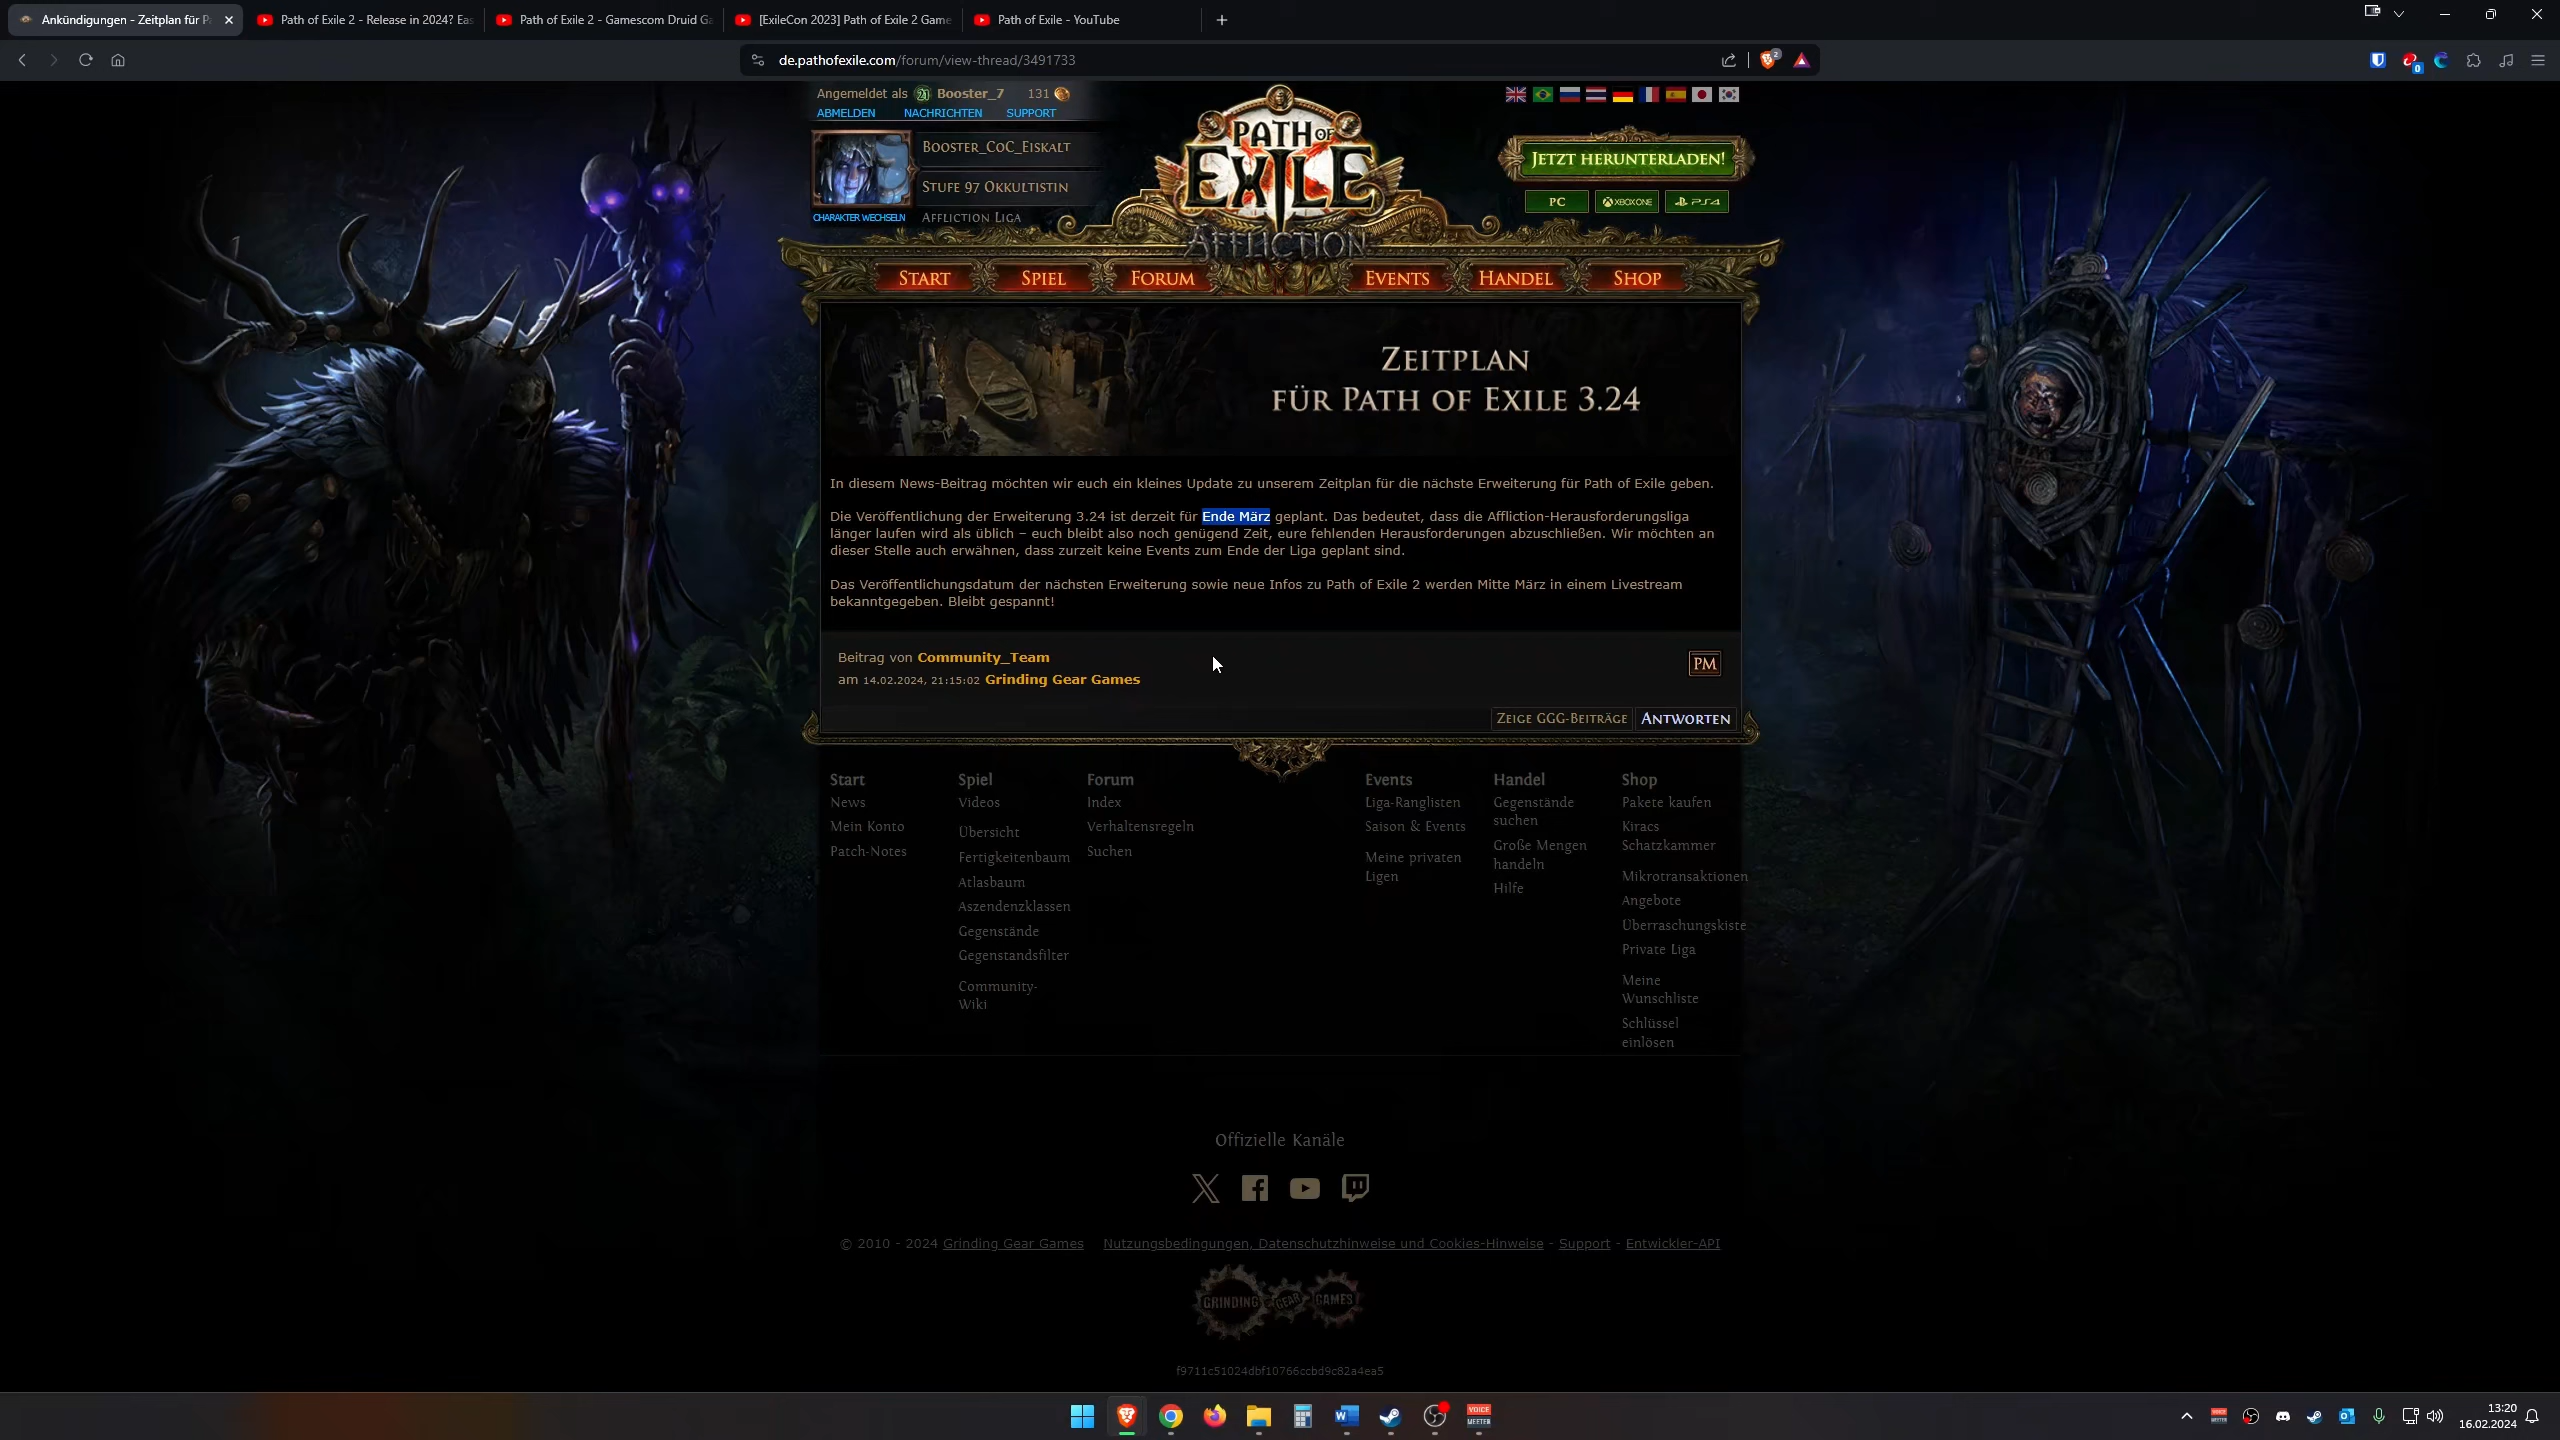 Ankündigungen - Zeitplan für P
Path of Exile 2 - Release in 2024? Eas
Path of Exile 2 - Gamescom Druid Ga
[ExileCon 2023] Path of Exile 2 Game
Path of Exile - YouTube
de.pathofexile.com/forum/view-thread/3491733
2
0
Angemeldet als Booster_7 131
ABMELDEN NACHRICHTEN SUPPORT
Booster_CoC_Eiskalt
Stufe 97 Okkultistin
CHARAKTER WECHSELN
Affliction Liga
PATH OF EXILE
AFFLICTION
Jetzt herunterladen!
PC
XBOX ONE
PS4
Start
Spiel
Forum
Events
Handel
Shop
Zeitplan
für Path of Exile 3.24
In diesem News-Beitrag möchten wir euch ein kleines Update zu unserem Zeitplan für die nächste Erweiterung für Path of Exile geben.
Die Veröffentlichung der Erweiterung 3.24 ist derzeit für Ende März geplant. Das bedeutet, dass die Affliction-Herausforderungsliga
länger laufen wird als üblich – euch bleibt also noch genügend Zeit, eure fehlenden Herausforderungen abzuschließen. Wir möchten an
dieser Stelle auch erwähnen, dass zurzeit keine Events zum Ende der Liga geplant sind.
Das Veröffentlichungsdatum der nächsten Erweiterung sowie neue Infos zu Path of Exile 2 werden Mitte März in einem Livestream
bekanntgegeben. Bleibt gespannt!
Beitrag von Community_Team
am 14.02.2024, 21:15:02 Grinding Gear Games
PM
Zeige GGG-Beiträge
Antworten
Start
News
Mein Konto
Patch-Notes
Spiel
Videos
Übersicht
Fertigkeitenbaum
Atlasbaum
Aszendenzklassen
Gegenstände
Gegenstandsfilter
Community-
Wiki
Forum
Index
Verhaltensregeln
Suchen
Events
Liga-Ranglisten
Saison & Events
Meine privaten
Ligen
Handel
Gegenstände
suchen
Große Mengen
handeln
Hilfe
Shop
Pakete kaufen
Kiracs
Schatzkammer
Mikrotransaktionen
Angebote
Überraschungskiste
Private Liga
Meine
Wunschliste
Schlüssel
einlösen
Offizielle Kanäle
© 2010 - 2024 Grinding Gear Games Nutzungsbedingungen, Datenschutzhinweise und Cookies-Hinweise - Support - Entwickler-API
GRINDING GEAR GAMES
f9711c51024dbf10766ccbd9c82a4ea5
VOICE
MEETER
13:20
16.02.2024